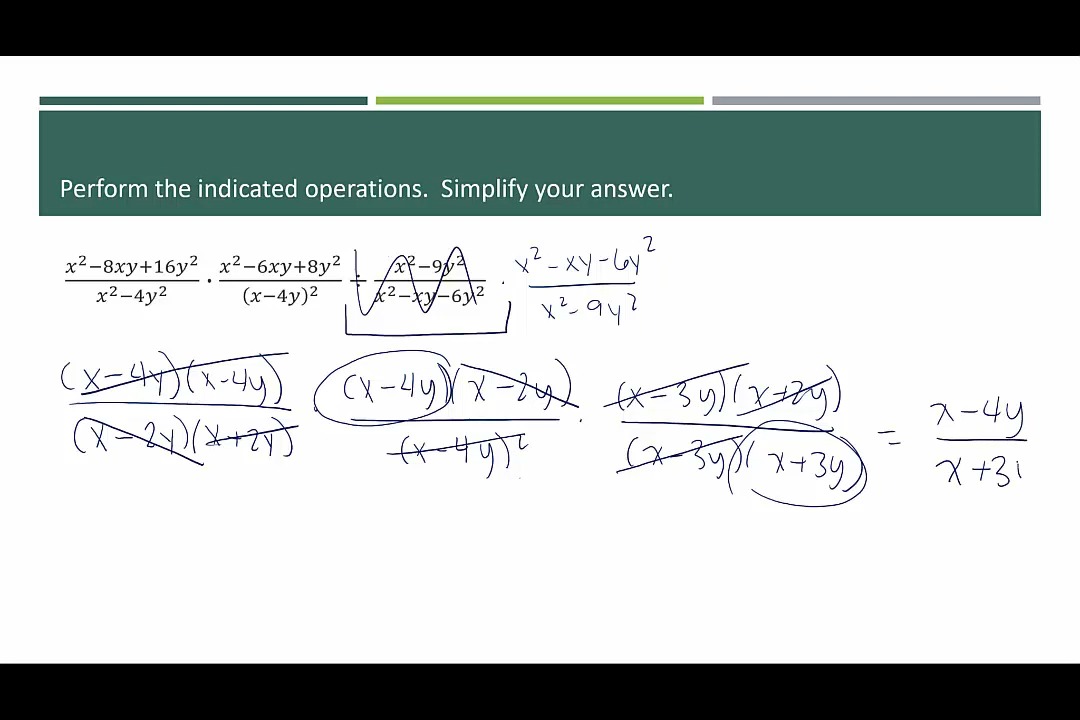 Perform the indicated operations.  Simplify your answer.
x²−8xy+16y² / x²−4y² · x²−6xy+8y² / (x−4y)² ÷ x²−9y² / x²−xy−6y² · x²−xy−6y² / x²−9y²
(x−4y)(x−4y) / (x−2y)(x+2y) · (x−4y)(x−2y) / (x−4y)² · (x−3y)(x+2y) / (x−3y)(x+3y) = x−4y / x+3